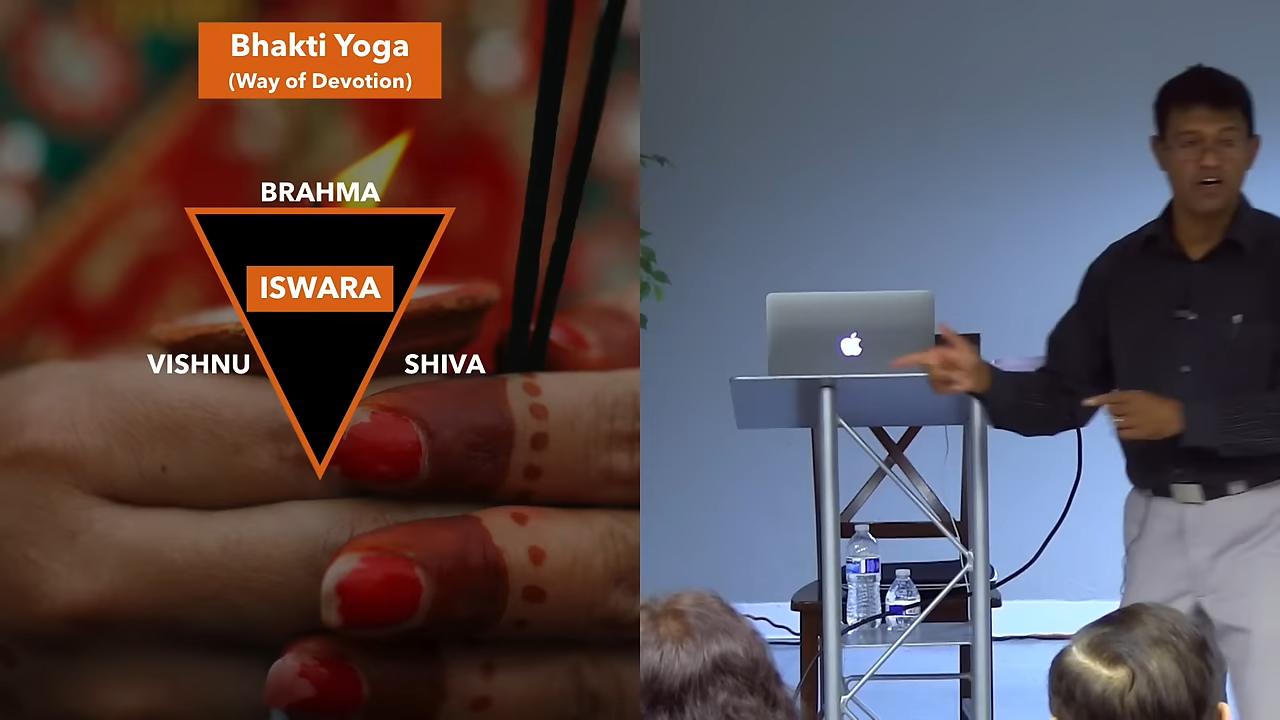 Bhakti Yoga
(Way of Devotion)
BRAHMA
ISWARA
VISHNU
SHIVA